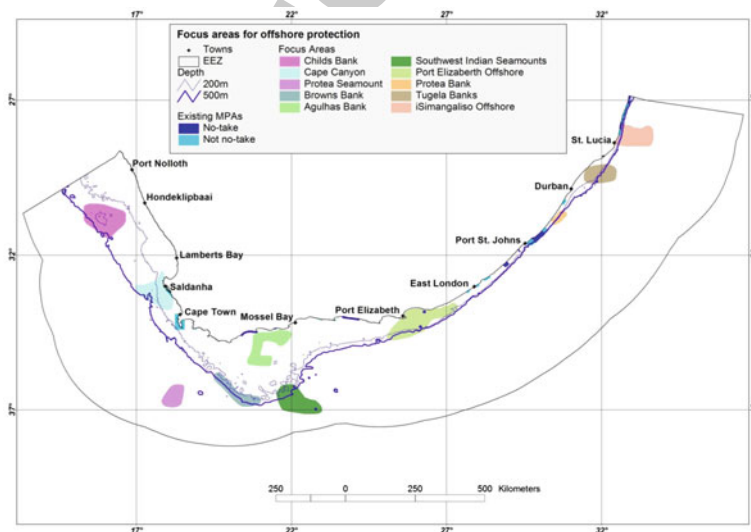 17°
22°
27°
32°
Focus areas for offshore protection
Towns
EEZ
Depth
200m
500m
Existing MPAs
No-take
Not no-take
Focus Areas
Childs Bank
Cape Canyon
Protea Seamount
Browns Bank
Agulhas Bank
Southwest Indian Seamounts
Port Elizaberth Offshore
Protea Bank
Tugela Banks
iSimangaliso Offshore
27°
27°
St. Lucia
Port Nolloth
Durban
Hondeklipbaai
Port St. Johns
32°
32°
Lamberts Bay
Saldanha
East London
Cape Town
Mossel Bay
Port Elizabeth
37°
37°
250
0
250
500
Kilometers
17°
22°
27°
32°